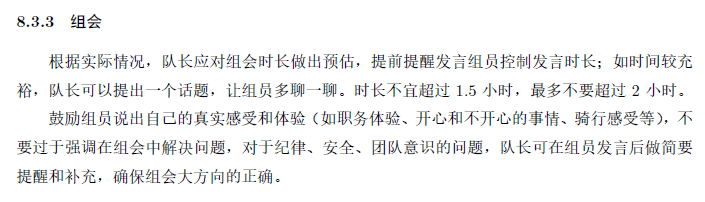 8.3.3 组会
根据实际情况，队长应对组会时长做出预估，提前提醒发言组员控制发言时长；如时间较充
裕，队长可以提出一个话题，让组员多聊一聊。时长不宜超过 1.5 小时，最多不要超过 2 小时。
鼓励组员说出自己的真实感受和体验（如职务体验、开心和不开心的事情、骑行感受等），不
要过于强调在组会中解决问题，对于纪律、安全、团队意识的问题，队长可在组员发言后做简要
提醒和补充，确保组会大方向的正确。